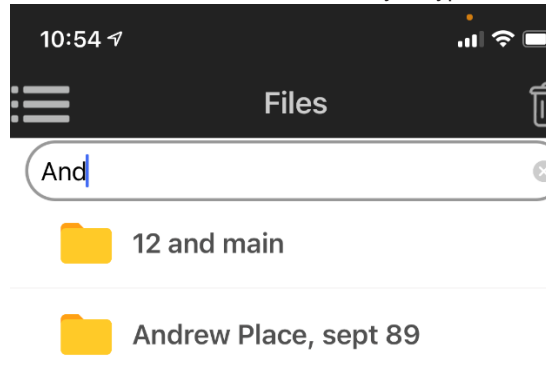 10:54
Files
And
12 and main
Andrew Place, sept 89